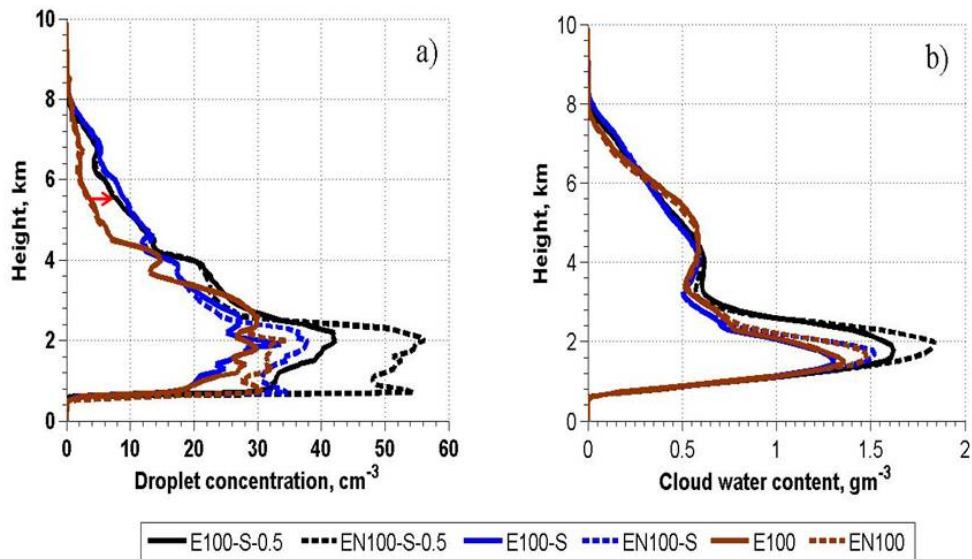 a)
10
8
6
4
2
0
Height, km
0 10 20 30 40 50 60
Droplet concentration, cm-3
b)
10
8
6
4
2
0
Height, km
0 0.5 1 1.5 2
Cloud water content, gm-3
E100-S-0.5 EN100-S-0.5 E100-S EN100-S E100 EN100